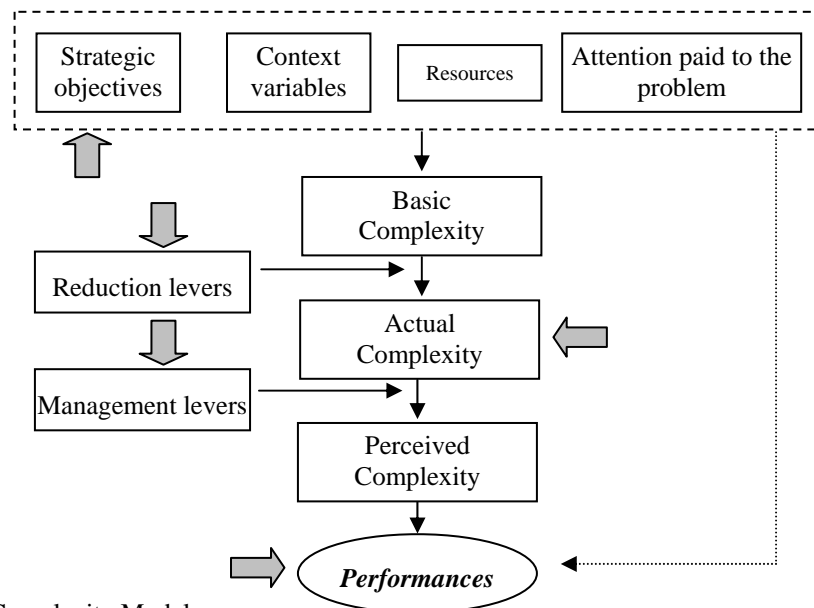 Strategic
objectives
Context
variables
Resources
Attention paid to the
problem
Basic
Complexity
Reduction levers
Actual
Complexity
Management levers
Perceived
Complexity
Performances